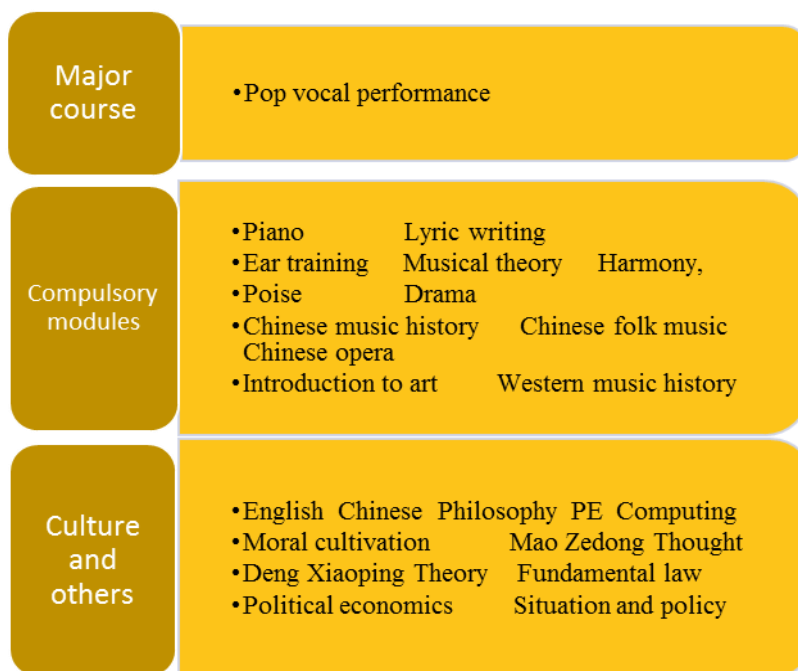 Major
course
•Pop vocal performance
Compulsory
modules
•Piano Lyric writing
•Ear training Musical theory Harmony,
•Poise Drama
•Chinese music history Chinese folk music
Chinese opera
•Introduction to art Western music history
Culture
and
others
•English Chinese Philosophy PE Computing
•Moral cultivation Mao Zedong Thought
•Deng Xiaoping Theory Fundamental law
•Political economics Situation and policy